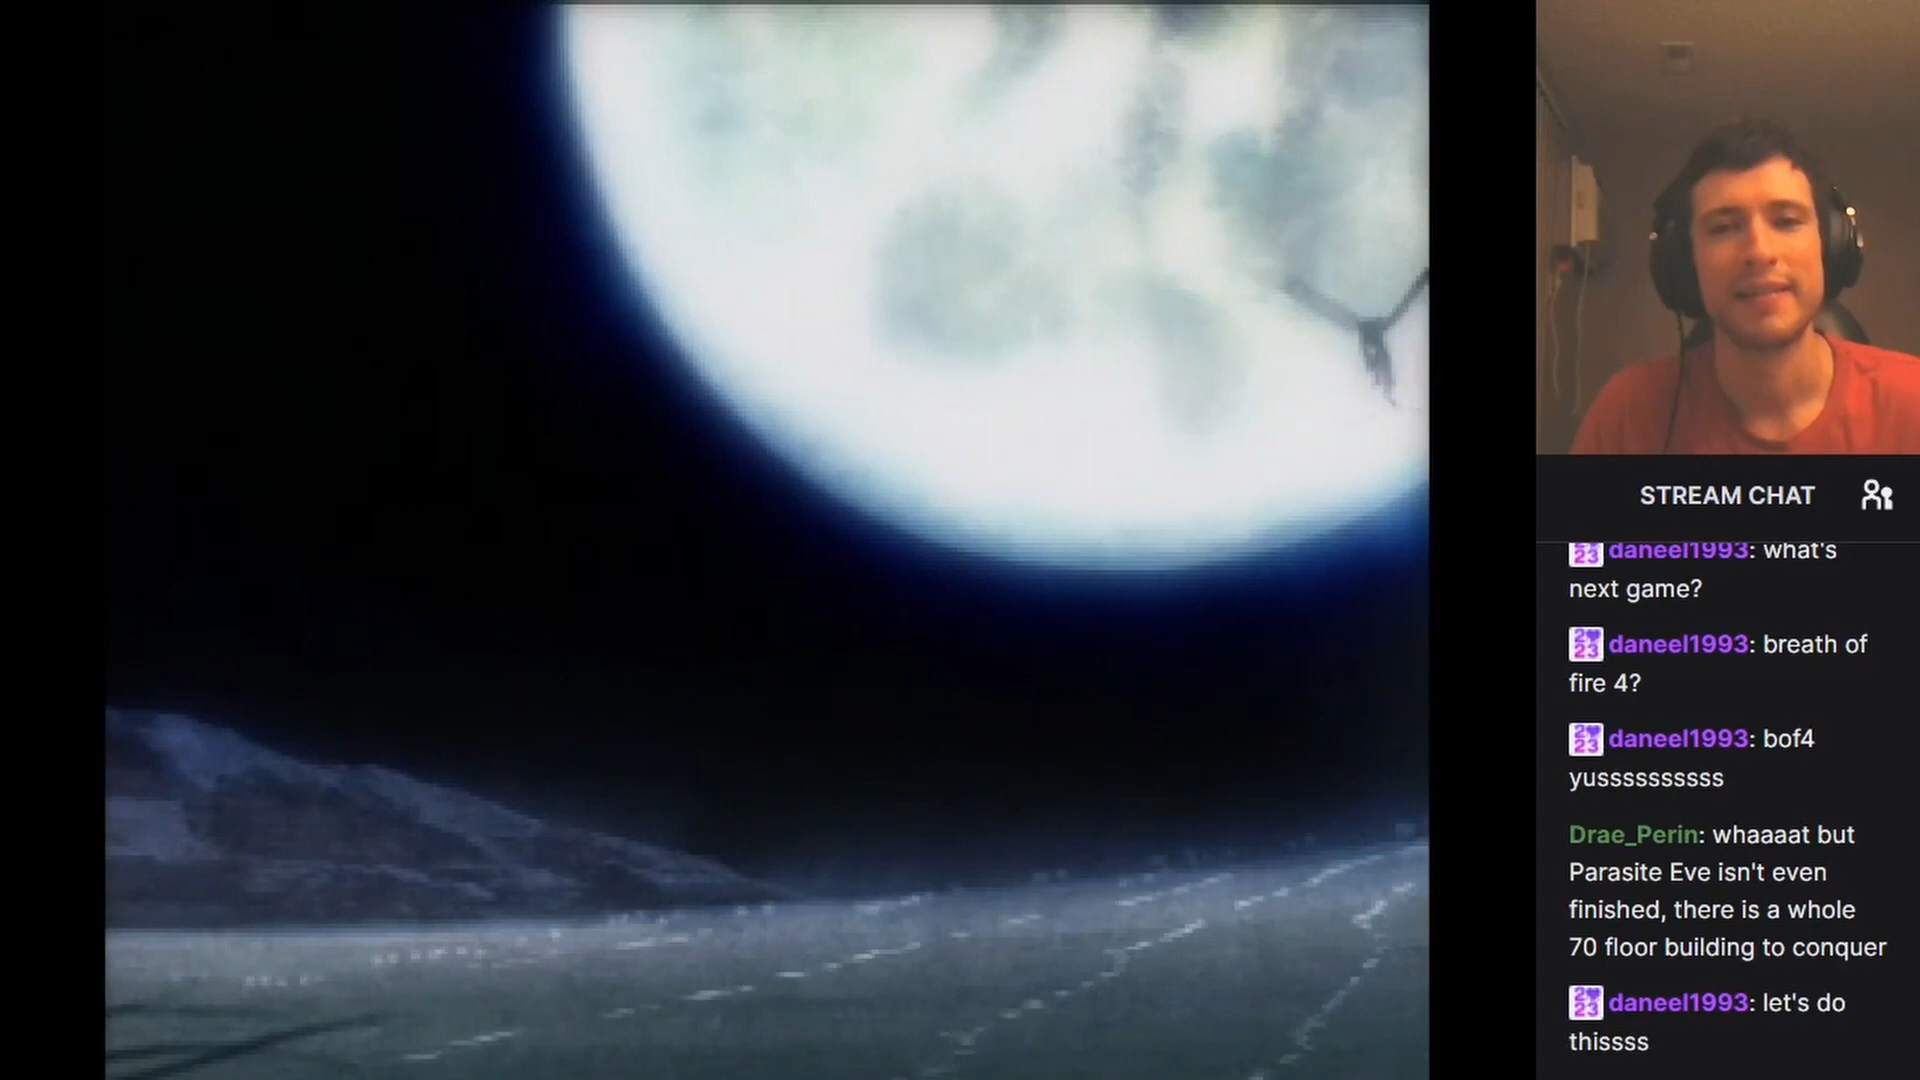 STREAM CHAT
daneel1993: what's
next game?
daneel1993: breath of
fire 4?
daneel1993: bof4
yussssssssss
Drae_Perin: whaaaat but
Parasite Eve isn't even
finished, there is a whole
70 floor building to conquer
daneel1993: let's do
thissss